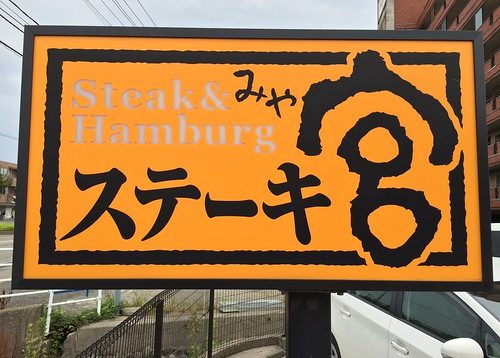 Steak&
Hamburg
みや
宮
ステーキ